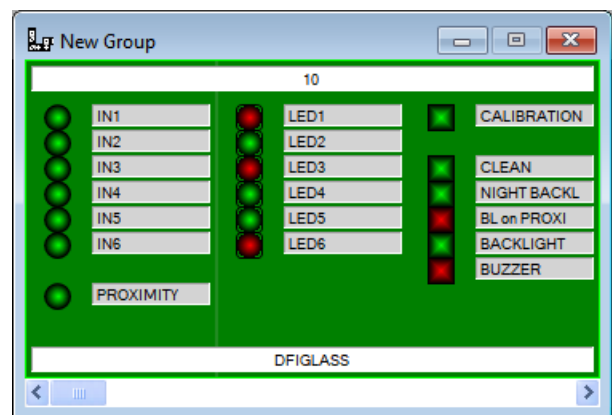 New Group
10
IN1 LED1 CALIBRATION
IN2 LED2
IN3 LED3 CLEAN
IN4 LED4 NIGHT BACKL
IN5 LED5 BL on PROXI
IN6 LED6 BACKLIGHT
BUZZER
PROXIMITY
DFIGLASS